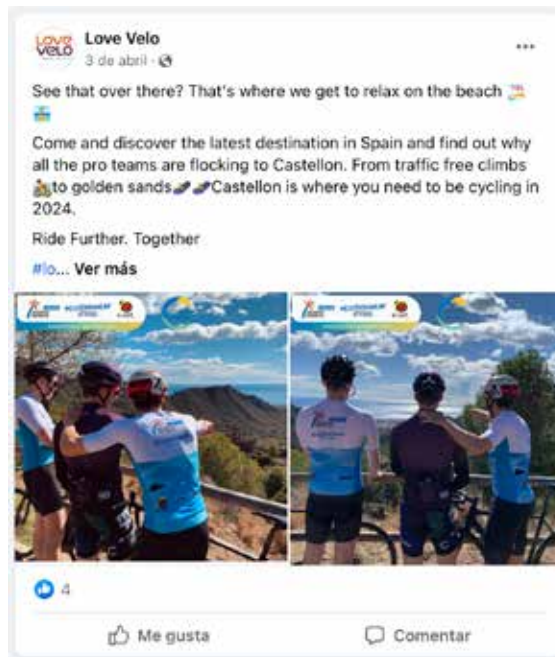 LOVE
VELO
Love Velo
3 de abril ·
See that over there? That's where we get to relax on the beach
Come and discover the latest destination in Spain and find out why
all the pro teams are flocking to Castellon. From traffic free climbs
to golden sands Castellon is where you need to be cycling in
2024.
Ride Further. Together
#lo... Ver más
4
Me gusta
Comentar